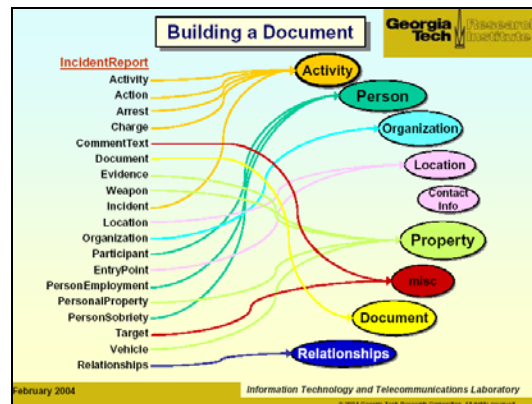 Building a Document
Georgia Tech
Research Institute
IncidentReport
Activity
Action
Arrest
Charge
CommentText
Document
Evidence
Weapon
Incident
Location
Organization
Participant
EntryPoint
PersonEmployment
PersonalProperty
PersonSobriety
Target
Vehicle
Relationships
Activity
Person
Organization
Location
Contact
Info
Property
misc
Document
Relationships
February 2004
Information Technology and Telecommunications Laboratory